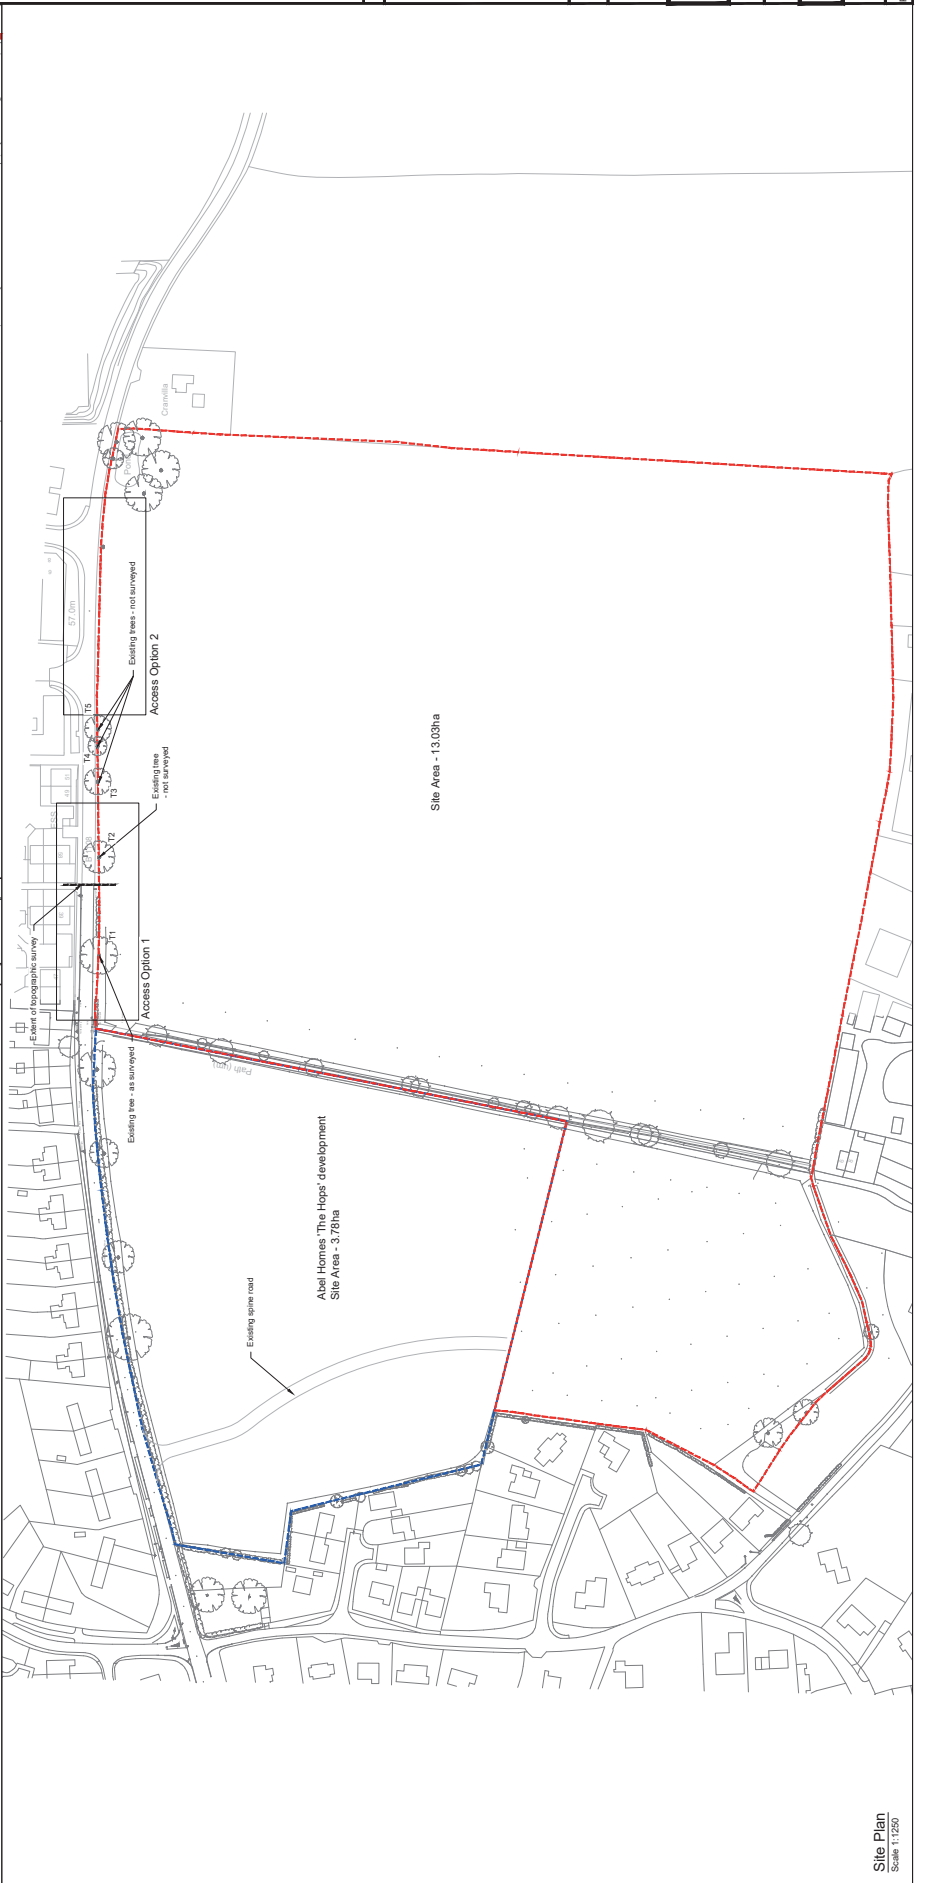 Extent of topographic survey
Existing tree - as surveyed
Access Option 1
T1
T2
Existing tree
- not surveyed
T3
T4
T5
Existing trees - not surveyed
Access Option 2
57.0m
ESS
Cranvilla
Path (um)
Site Area - 13.03ha
Abel Homes 'The Hops' development
Site Area - 3.78ha
Existing spine road
Site Plan
Scale 1:1250